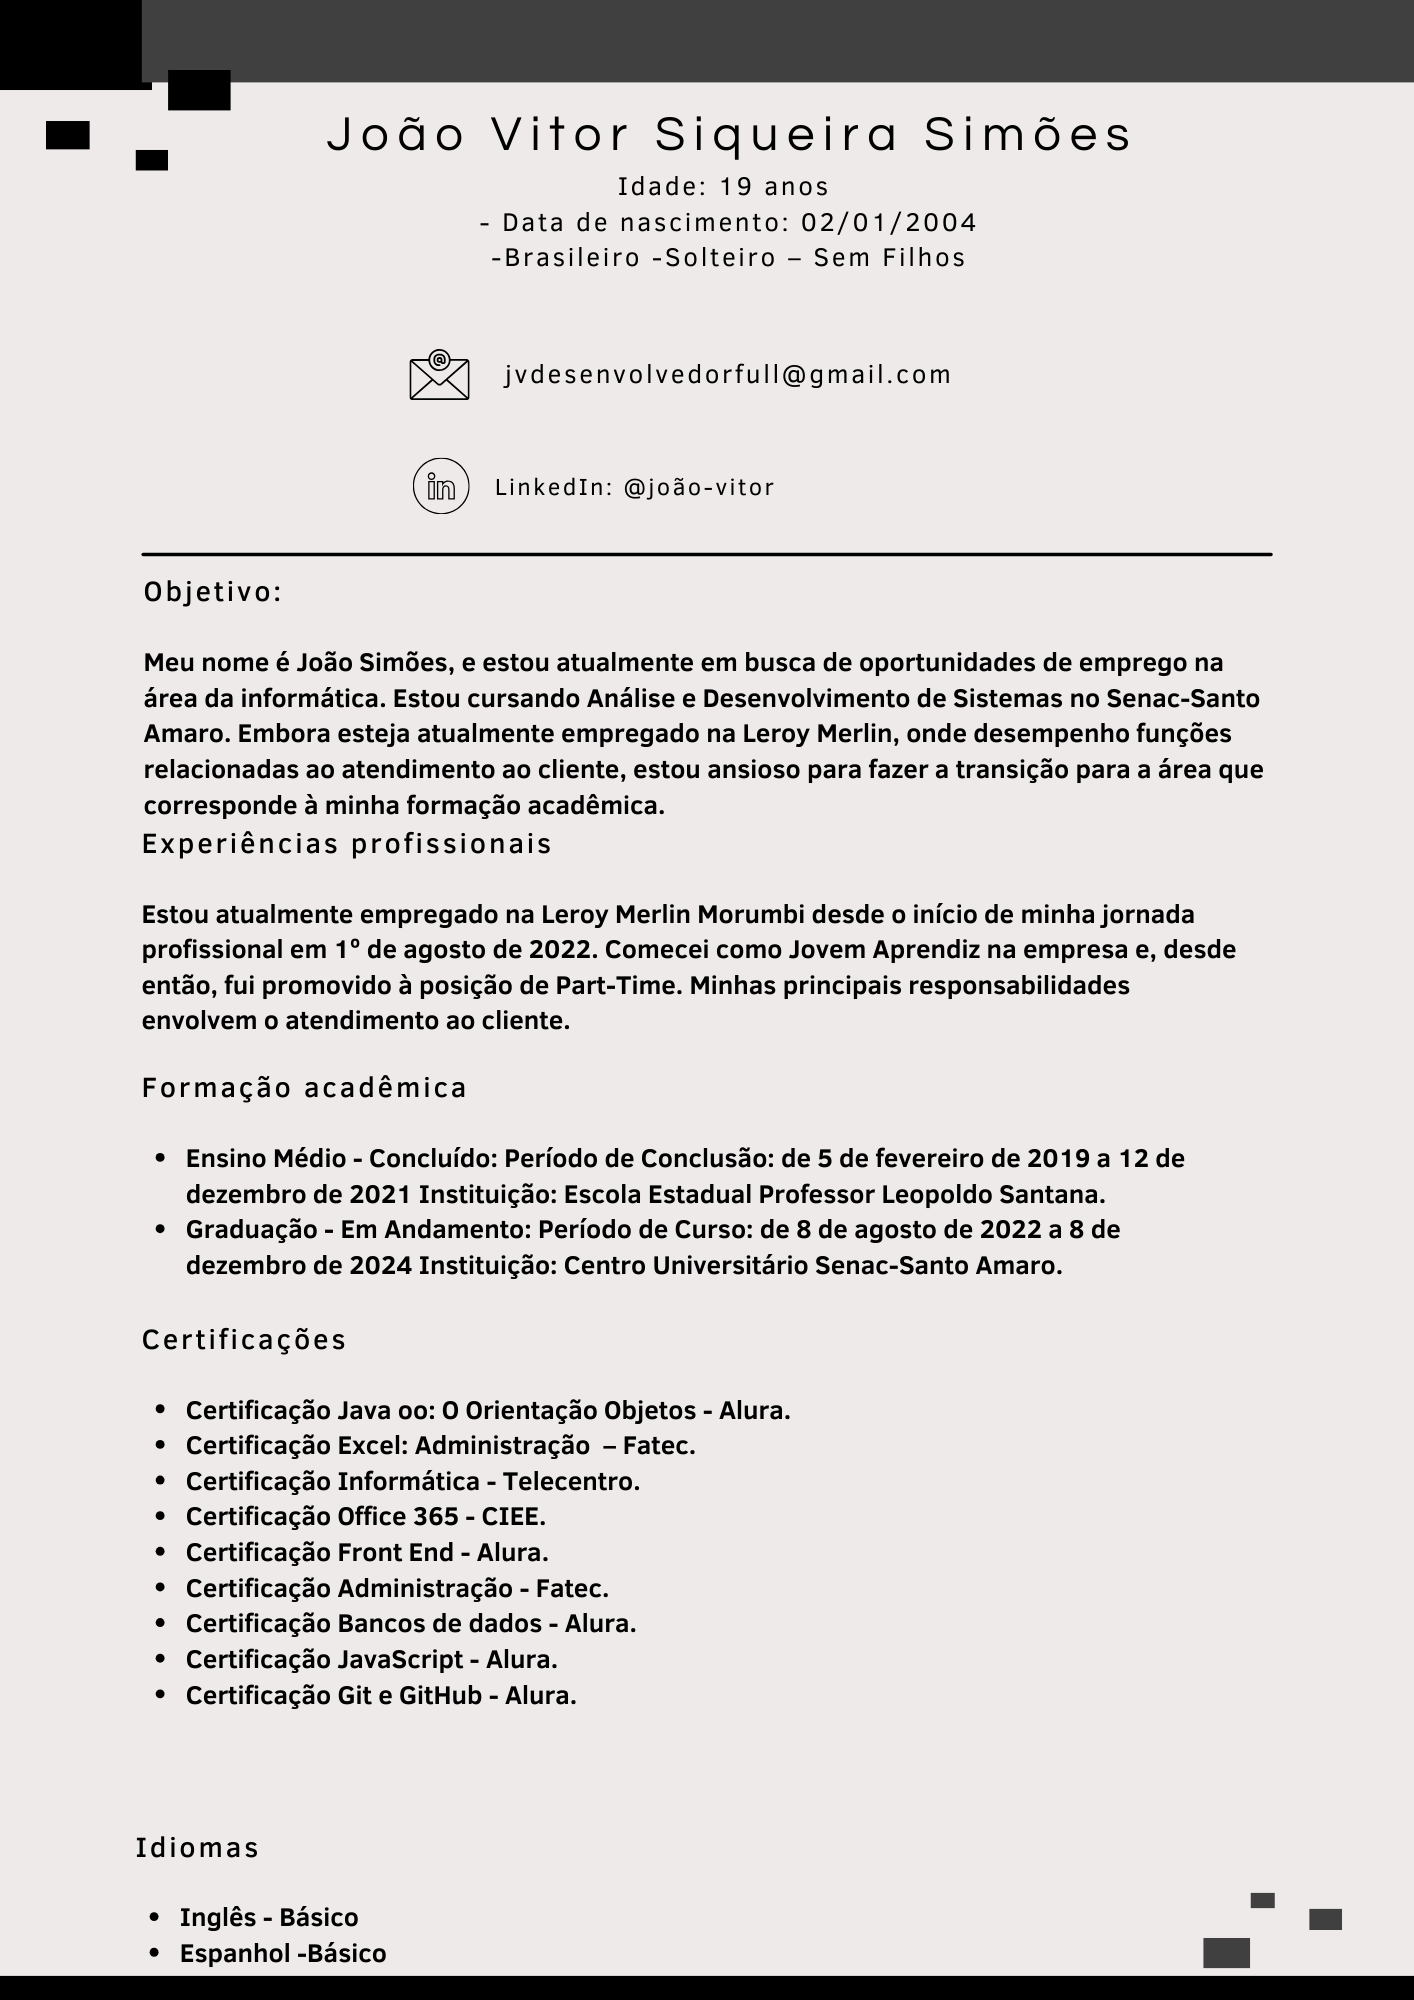 João Vitor Siqueira Simões
Idade: 19 anos
- Data de nascimento: 02/01/2004
-Brasileiro -Solteiro – Sem Filhos
jvdesenvolvedorfull@gmail.com
LinkedIn: @joão-vitor
Objetivo:
Meu nome é João Simões, e estou atualmente em busca de oportunidades de emprego na
área da informática. Estou cursando Análise e Desenvolvimento de Sistemas no Senac-Santo
Amaro. Embora esteja atualmente empregado na Leroy Merlin, onde desempenho funções
relacionadas ao atendimento ao cliente, estou ansioso para fazer a transição para a área que
corresponde à minha formação acadêmica.
Experiências profissionais
Estou atualmente empregado na Leroy Merlin Morumbi desde o início de minha jornada
profissional em 1º de agosto de 2022. Comecei como Jovem Aprendiz na empresa e, desde
então, fui promovido à posição de Part-Time. Minhas principais responsabilidades
envolvem o atendimento ao cliente.
Formação acadêmica
• Ensino Médio - Concluído: Período de Conclusão: de 5 de fevereiro de 2019 a 12 de
dezembro de 2021 Instituição: Escola Estadual Professor Leopoldo Santana.
• Graduação - Em Andamento: Período de Curso: de 8 de agosto de 2022 a 8 de
dezembro de 2024 Instituição: Centro Universitário Senac-Santo Amaro.
Certificações
• Certificação Java oo: O Orientação Objetos - Alura.
• Certificação Excel: Administração – Fatec.
• Certificação Informática - Telecentro.
• Certificação Office 365 - CIEE.
• Certificação Front End - Alura.
• Certificação Administração - Fatec.
• Certificação Bancos de dados - Alura.
• Certificação JavaScript - Alura.
• Certificação Git e GitHub - Alura.
Idiomas
• Inglês - Básico
• Espanhol -Básico